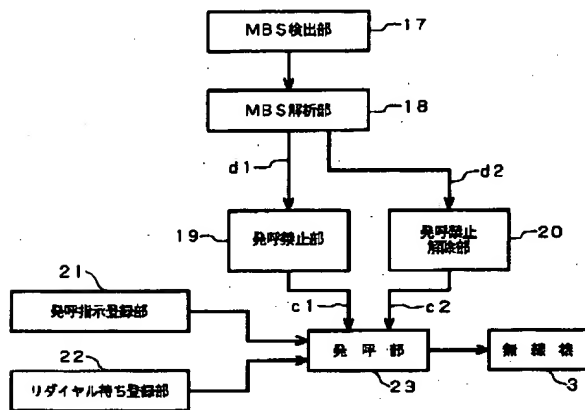 MBS検出部
17
MBS解析部
18
d1
d2
19
発呼禁止部
発呼禁止
解除部
20
21
発呼指示登録部
c1
c2
22
リダイヤル待ち登録部
発呼部
23
無線機
3